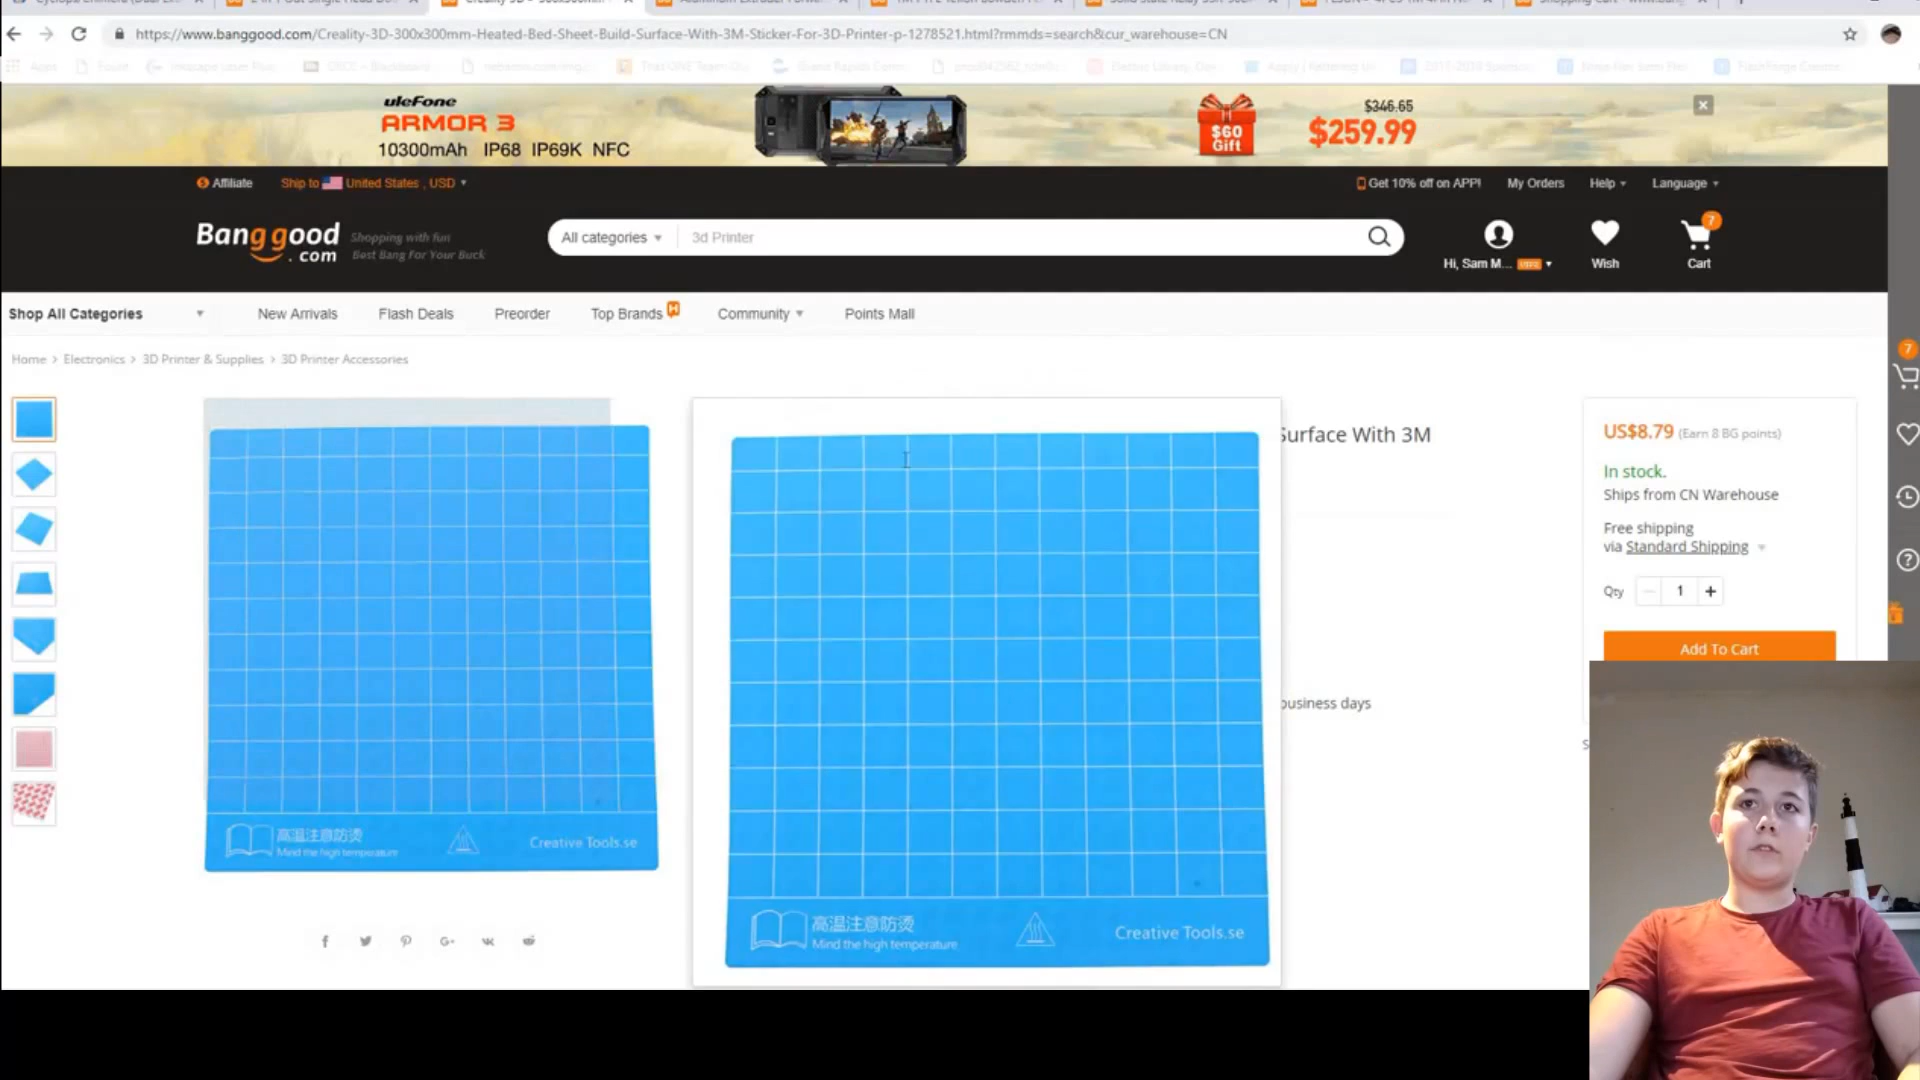 https://www.banggood.com/Creality-3D-300x300mm-Heated-Bed-Sheet-Build-Surface-With-3M-Sticker-For-3D-Printer-p-1278521.html?rmmds=search&cur_warehouse=CN
Apps
uleFone
ARMOR 3
10300mAh IP68 IP69K NFC
$60
Gift
$346.65
$259.99
Affiliate
Ship to United States , USD
Get 10% off on APP!
My Orders
Help
Language
Banggood
.com
Shopping with fun
Best Bang For Your Buck
All categories
3d Printer
Hi, Sam M...
Wish
7
Cart
Shop All Categories
New Arrivals
Flash Deals
Preorder
Top Brands
Community
Points Mall
Home > Electronics > 3D Printer & Supplies > 3D Printer Accessories
7
Surface With 3M
US$8.79 (Earn 8 BG points)
In stock.
Ships from CN Warehouse
Free shipping
via Standard Shipping
Qty
1
Add To Cart
business days
高温注意防烫
Mind the high temperature
Creative Tools.se
高温注意防烫
Mind the high temperature
Creative Tools.se